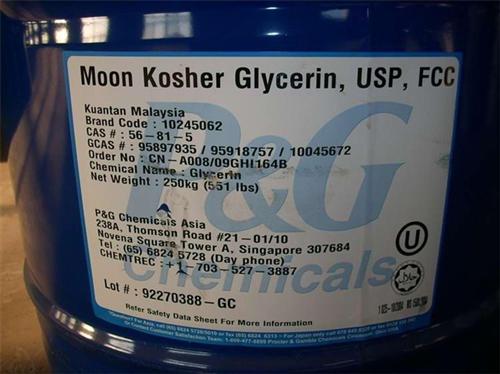 Moon Kosher Glycerin, USP, FCC
Kuantan Malaysia
Brand Code : 10245062
CAS # : 56-81-5
GCAS # : 95897935 / 95918757 / 10045672
Order No : CN-A008/09GHI164B
Chemical Name : Glycerin
Net Weight : 250kg (551 lbs)
P&G
Chemicals
P&G Chemicals Asia
238A, Thomson Road #21-01/10
Novena Square Tower A, Singapore 307684
Tel : (65) 6824 5728 (Day phone)
CHEMTREC : +1-703-527-3887
U
Lot # : 92270388-GC
Refer Safety Data Sheet For More Information